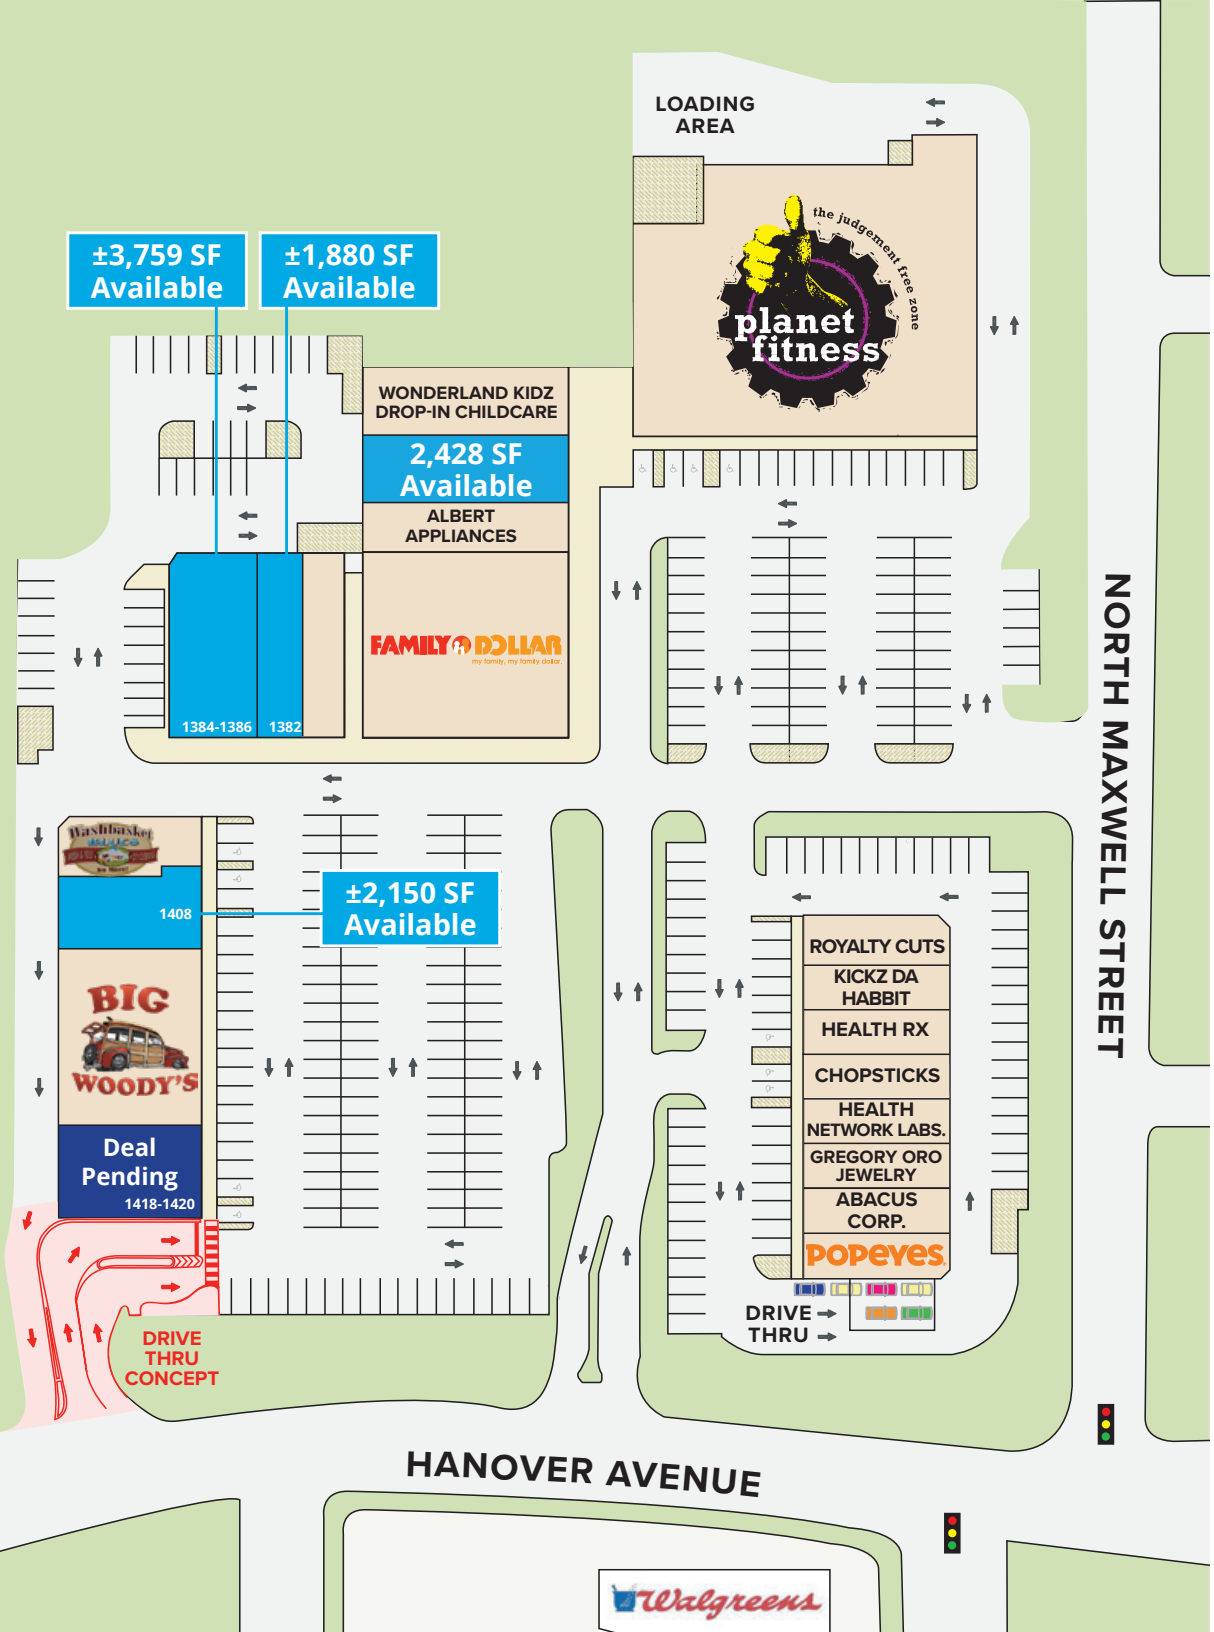 LOADING
AREA
the judgement free zone
planet
fitness
±3,759 SF
Available
±1,880 SF
Available
WONDERLAND KIDZ
DROP-IN CHILDCARE
2,428 SF
Available
ALBERT
APPLIANCES
FAMILY DOLLAR
my family, my family dollar.
1384-1386
1382
NORTH MAXWELL STREET
Washbasket
1408
±2,150 SF
Available
BIG
WOODY'S
Deal
Pending
1418-1420
ROYALTY CUTS
KICKZ DA
HABBIT
HEALTH RX
CHOPSTICKS
HEALTH
NETWORK LABS.
GREGORY ORO
JEWELRY
ABACUS
CORP.
POPEYES
DRIVE
THRU
DRIVE
THRU
CONCEPT
HANOVER AVENUE
Walgreens